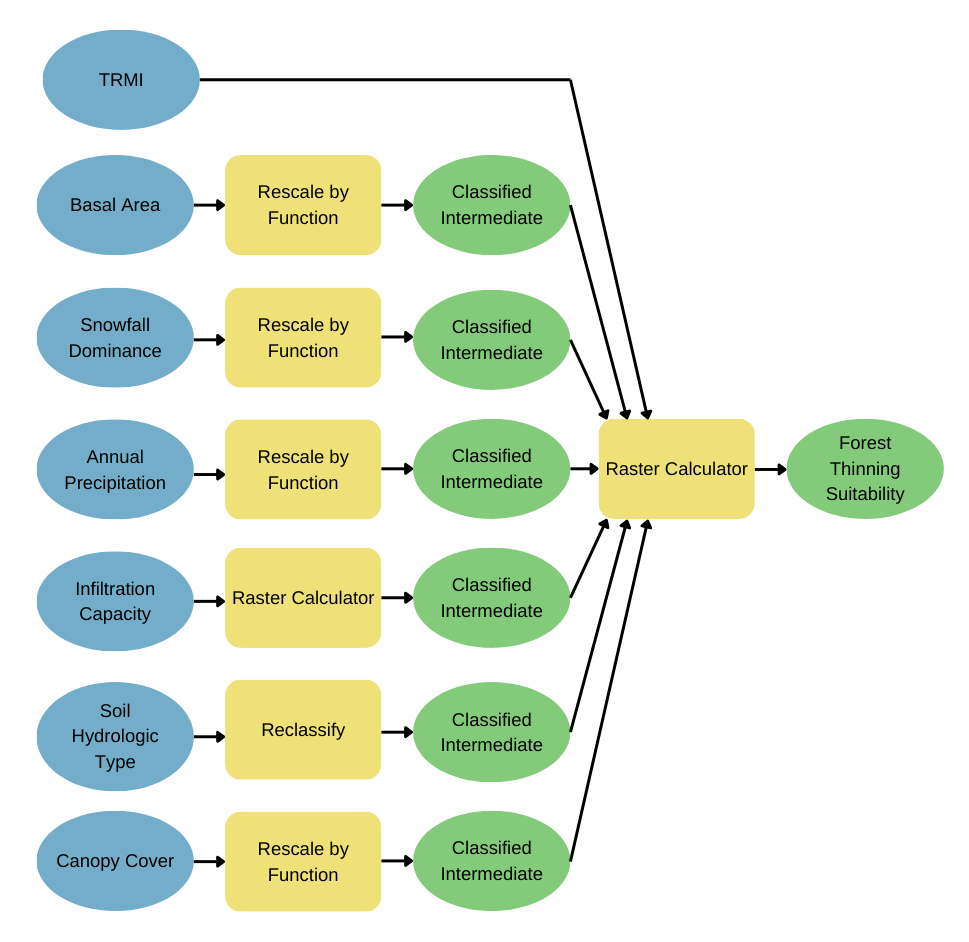 TRMI
Basal Area
Rescale by
Function
Classified
Intermediate
Snowfall
Dominance
Rescale by
Function
Classified
Intermediate
Annual
Precipitation
Rescale by
Function
Classified
Intermediate
Raster Calculator
Forest
Thinning
Suitability
Infiltration
Capacity
Raster Calculator
Classified
Intermediate
Soil
Hydrologic
Type
Reclassify
Classified
Intermediate
Canopy Cover
Rescale by
Function
Classified
Intermediate